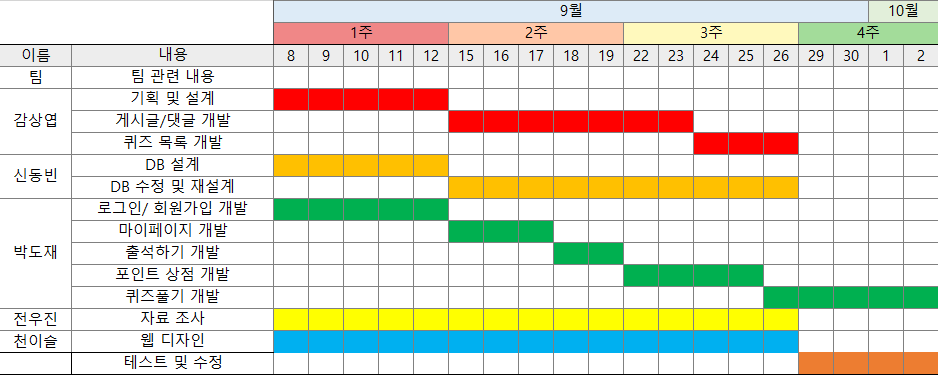 9월 10월
1주 2주 3주 4주
이름 내용 8 9 10 11 12 15 16 17 18 19 22 23 24 25 26 29 30 1 2
팀 팀 관련 내용
감상엽 기획 및 설계
게시글/댓글 개발
퀴즈 목록 개발
신동빈 DB 설계
DB 수정 및 재설계
박도재 로그인/ 회원가입 개발
마이페이지 개발
출석하기 개발
포인트 상점 개발
퀴즈풀기 개발
전우진 자료 조사
천이슬 웹 디자인
테스트 및 수정